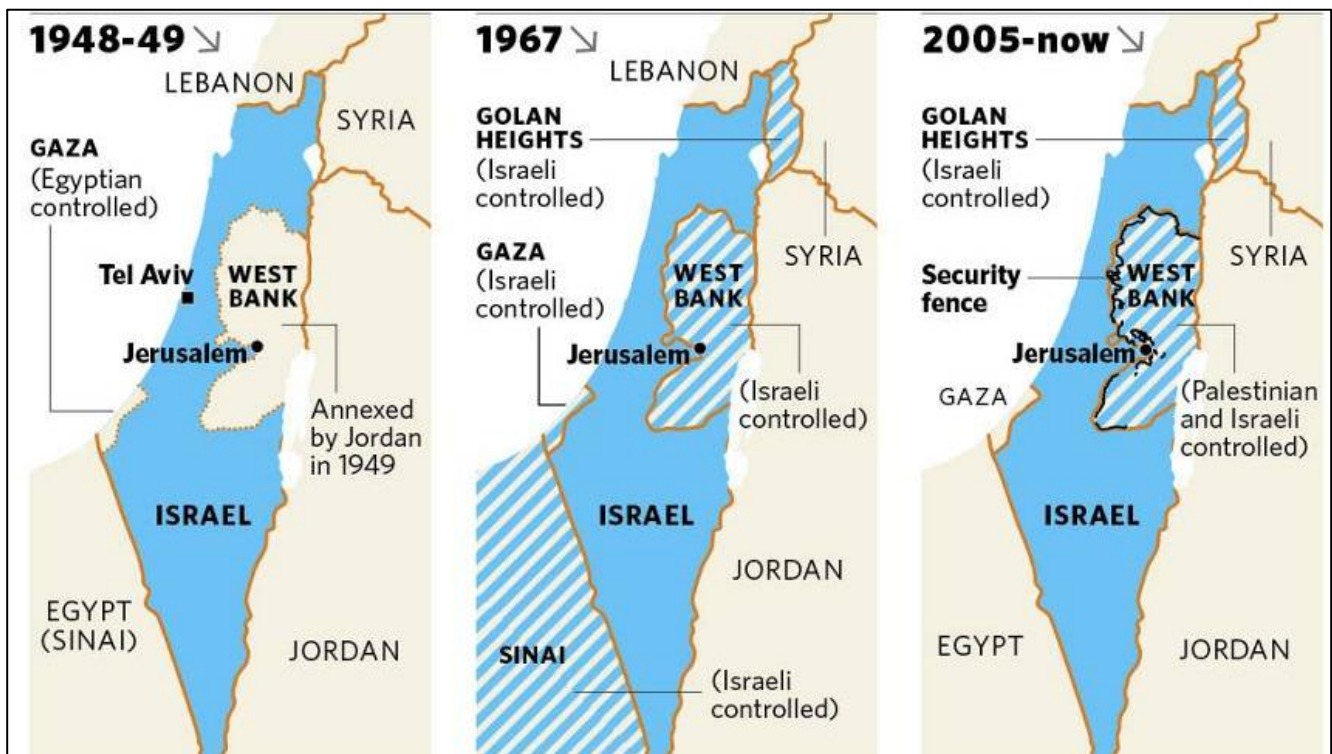 1948-49
LEBANON
SYRIA
GAZA
(Egyptian
controlled)
Tel Aviv
WEST
BANK
Jerusalem
Annexed
by Jordan
in 1949
ISRAEL
EGYPT
(SINAI)
JORDAN
1967
LEBANON
GOLAN
HEIGHTS
(Israeli
controlled)
SYRIA
GAZA
(Israeli
controlled)
WEST
BANK
Jerusalem
(Israeli
controlled)
ISRAEL
JORDAN
SINAI
(Israeli
controlled)
2005-now
GOLAN
HEIGHTS
(Israeli
controlled)
SYRIA
Security
fence
WEST
BANK
Jerusalem
GAZA
(Palestinian
and Israeli
controlled)
ISRAEL
EGYPT
JORDAN